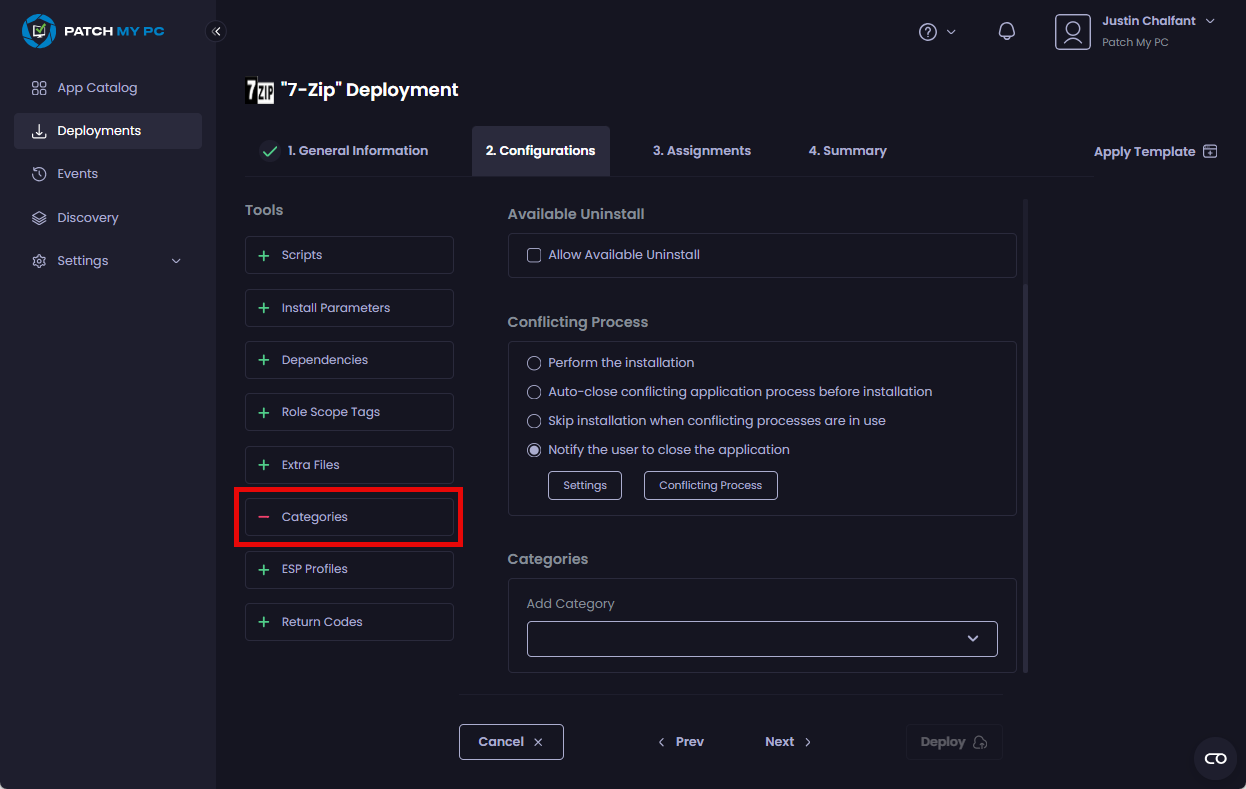 PATCH MY PC
App Catalog
Deployments
Events
Discovery
Settings
Justin Chalfant
Patch My PC
7ZIP "7-Zip" Deployment
1. General Information
2. Configurations
3. Assignments
4. Summary
Apply Template
Tools
Scripts
Install Parameters
Dependencies
Role Scope Tags
Extra Files
Categories
ESP Profiles
Return Codes
Available Uninstall
Allow Available Uninstall
Conflicting Process
Perform the installation
Auto-close conflicting application process before installation
Skip installation when conflicting processes are in use
Notify the user to close the application
Settings
Conflicting Process
Categories
Add Category
Cancel
Prev
Next
Deploy